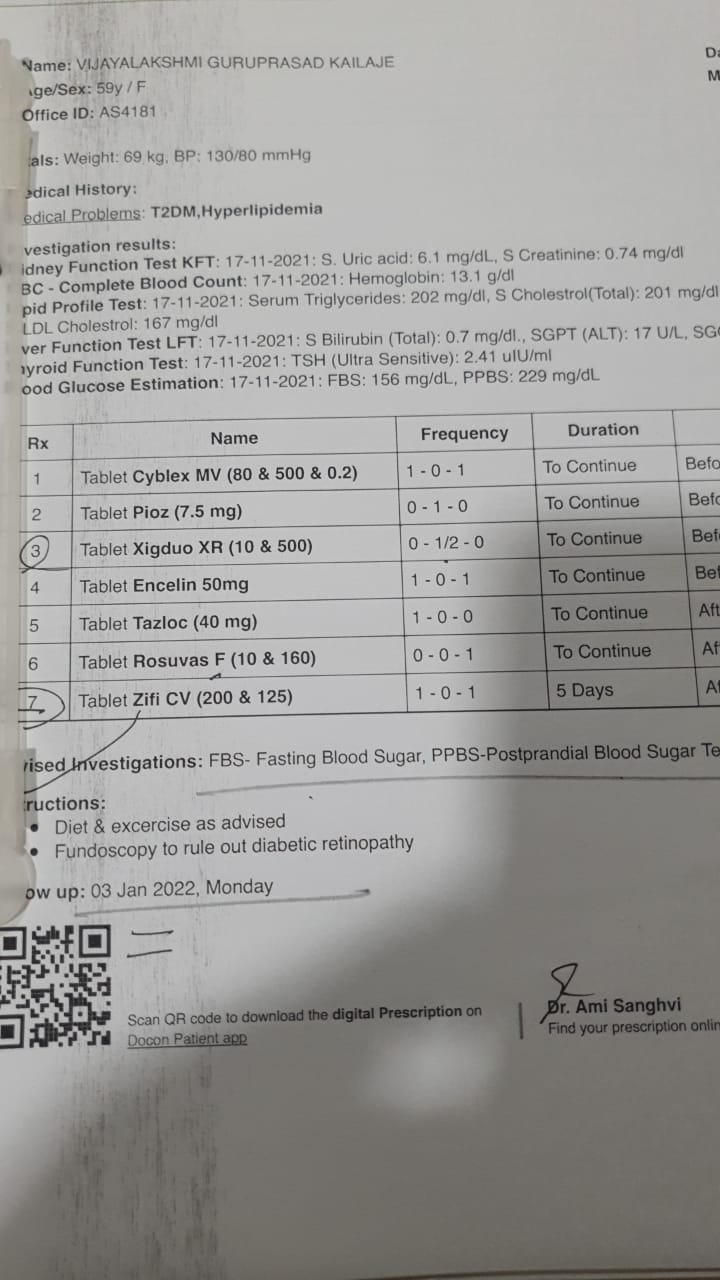 Name: VIJAYALAKSHMI GURUPRASAD KAILAJE
Age/Sex: 59y / F
Office ID: AS4181
Da
M
tals: Weight: 69 kg, BP: 130/80 mmHg
edical History:
edical Problems: T2DM,Hyperlipidemia
vestigation results:
idney Function Test KFT: 17-11-2021: S. Uric acid: 6.1 mg/dL, S Creatinine: 0.74 mg/dl
BC - Complete Blood Count: 17-11-2021: Hemoglobin: 13.1 g/dl
pid Profile Test: 17-11-2021: Serum Triglycerides: 202 mg/dl, S Cholestrol(Total): 201 mg/dl
LDL Cholestrol: 167 mg/dl
ver Function Test LFT: 17-11-2021: S Bilirubin (Total): 0.7 mg/dl., SGPT (ALT): 17 U/L, SG
yroid Function Test: 17-11-2021: TSH (Ultra Sensitive): 2.41 uIU/ml
ood Glucose Estimation: 17-11-2021: FBS: 156 mg/dL, PPBS: 229 mg/dL
Rx Name Frequency Duration
1 Tablet Cyblex MV (80 & 500 & 0.2) 1 - 0 - 1 To Continue Befo
2 Tablet Pioz (7.5 mg) 0 - 1 - 0 To Continue Befo
3 Tablet Xigduo XR (10 & 500) 0 - 1/2 - 0 To Continue Bef
4 Tablet Encelin 50mg 1 - 0 - 1 To Continue Bef
5 Tablet Tazloc (40 mg) 1 - 0 - 0 To Continue Aft
6 Tablet Rosuvas F (10 & 160) 0 - 0 - 1 To Continue Af
7 Tablet Zifi CV (200 & 125) 1 - 0 - 1 5 Days A
vised Investigations: FBS- Fasting Blood Sugar, PPBS-Postprandial Blood Sugar Te
tructions:
• Diet & excercise as advised
• Fundoscopy to rule out diabetic retinopathy
ow up: 03 Jan 2022, Monday
Scan QR code to download the digital Prescription on
Docon Patient app
Dr. Ami Sanghvi
Find your prescription onlin